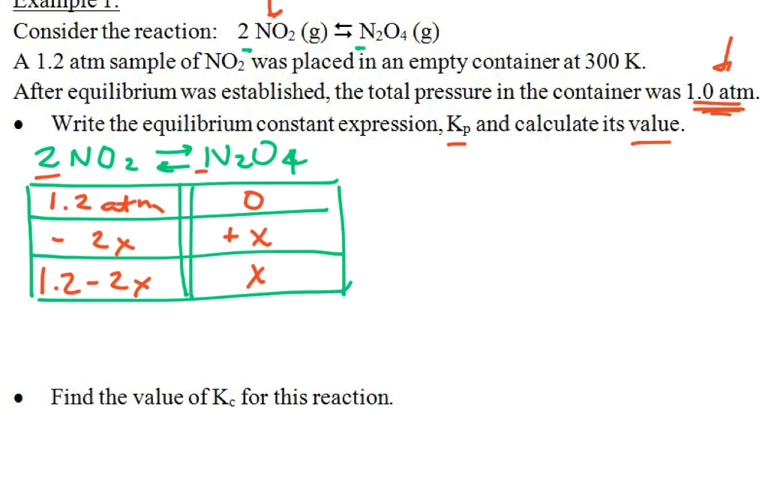 Example 1:
Consider the reaction: 2 NO₂ (g) ⇆ N₂O₄ (g)
A 1.2 atm sample of NO₂ was placed in an empty container at 300 K.
After equilibrium was established, the total pressure in the container was 1.0 atm.
• Write the equilibrium constant expression, Kₚ and calculate its value.
2NO₂ ⇄ N₂O₄
1.2 atm 0
- 2x + x
1.2 - 2x x
• Find the value of K꜀ for this reaction.